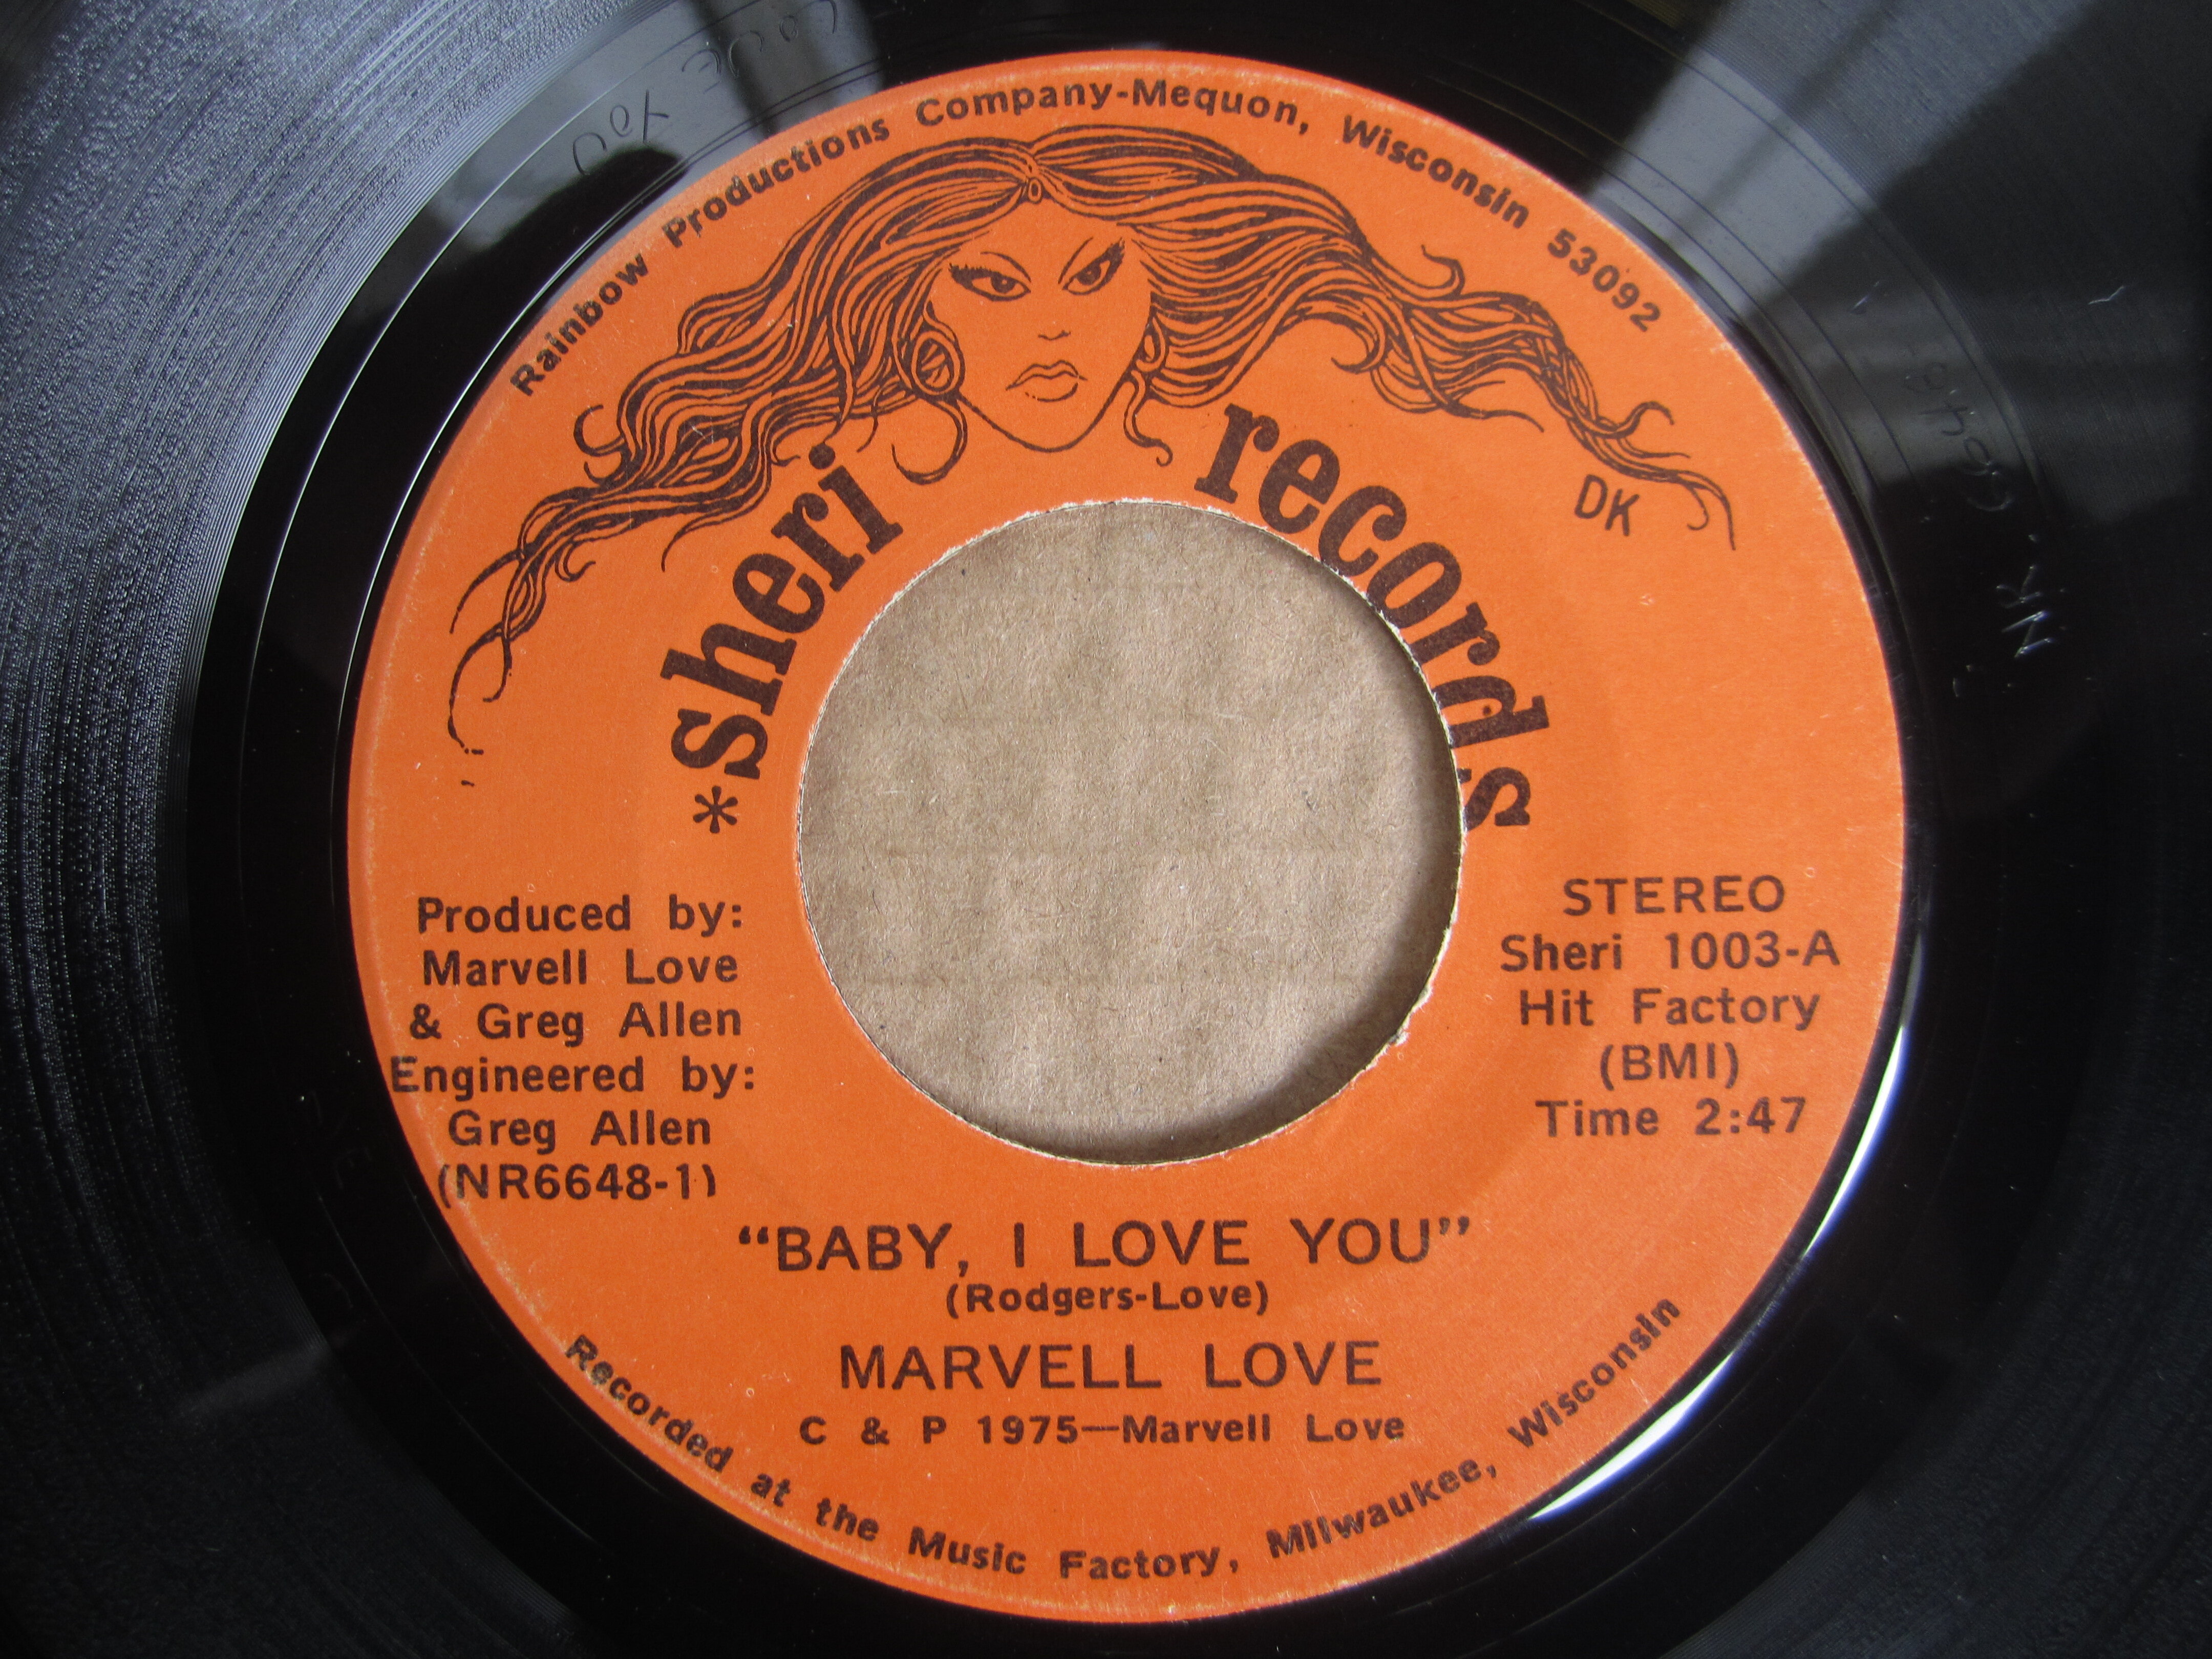 LOVE YOU
Rainbow Productions Company-Mequon, Wisconsin 53092
DK
*sheri records
Produced by:
Marvell Love
& Greg Allen
Engineered by:
Greg Allen
(NR6648-1)
STEREO
Sheri 1003-A
Hit Factory
(BMI)
Time 2:47
"BABY, I LOVE YOU"
(Rodgers-Love)
MARVELL LOVE
C & P 1975—Marvell Love
Recorded at the Music Factory, Milwaukee, Wisconsin